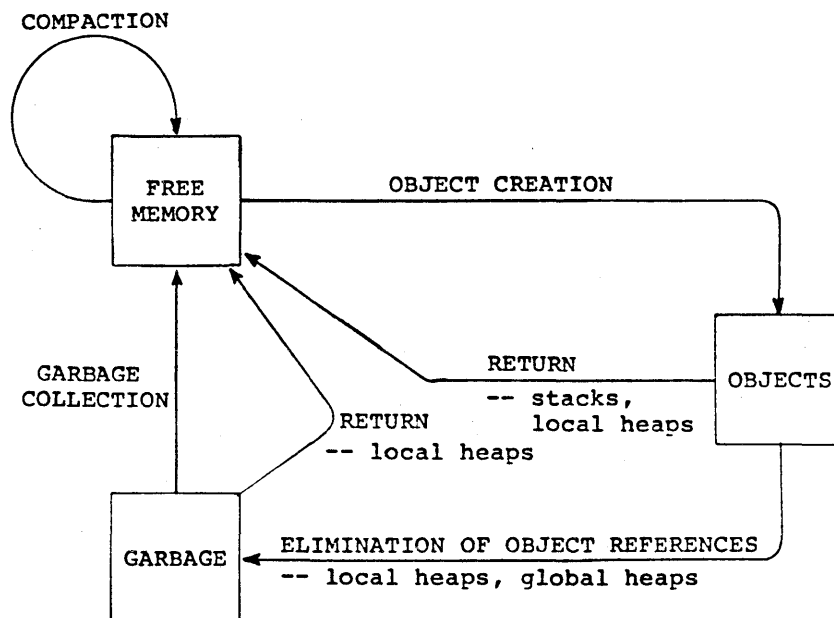 COMPACTION
FREE
MEMORY
OBJECT CREATION
RETURN
-- stacks,
local heaps
OBJECTS
GARBAGE
COLLECTION
RETURN
-- local heaps
GARBAGE
ELIMINATION OF OBJECT REFERENCES
-- local heaps, global heaps